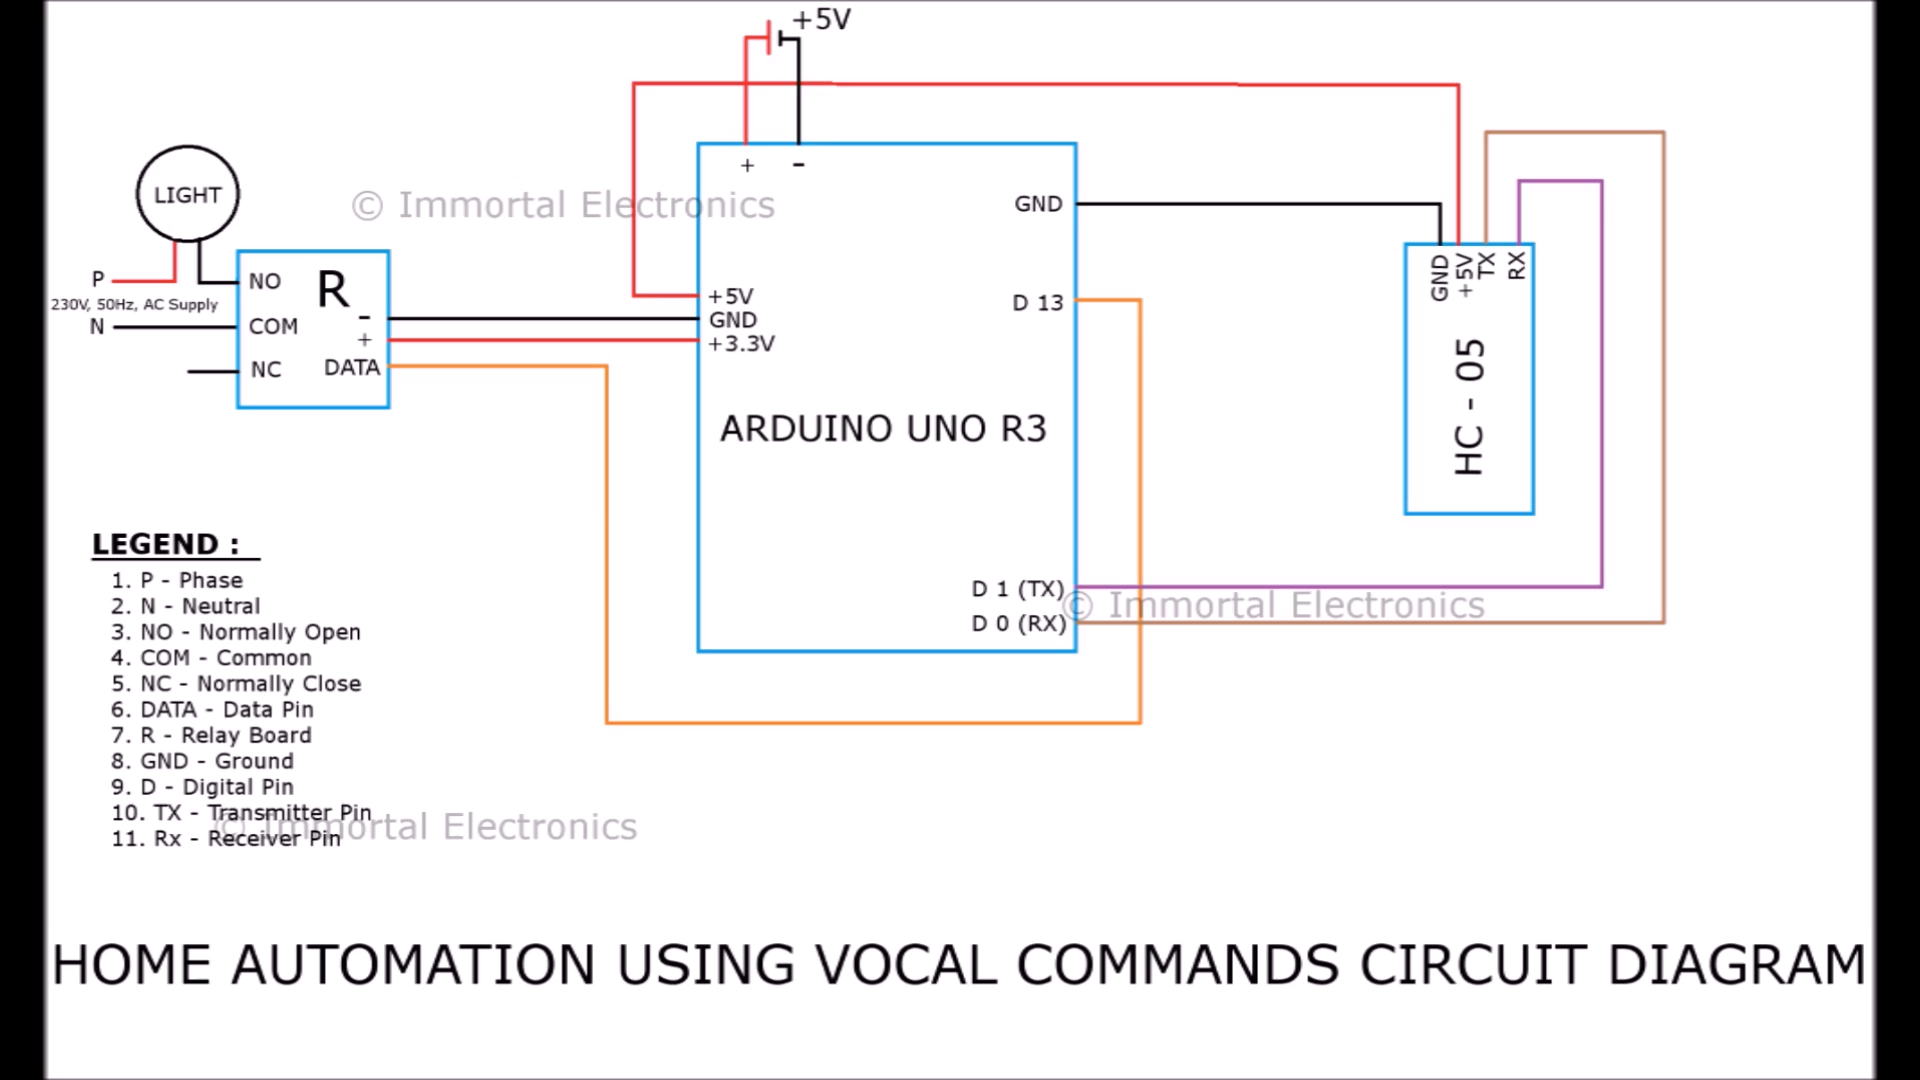 +5V
+ -
© Immortal Electronics
LIGHT
GND
P
230V, 50Hz, AC Supply
N
NO
R
COM
-
+
NC
DATA
+5V
GND
+3.3V
D 13
ARDUINO UNO R3
GND
+5V
TX
RX
HC - 05
D 1 (TX)
D 0 (RX)
© Immortal Electronics
LEGEND :
1. P - Phase
2. N - Neutral
3. NO - Normally Open
4. COM - Common
5. NC - Normally Close
6. DATA - Data Pin
7. R - Relay Board
8. GND - Ground
9. D - Digital Pin
10. TX - Transmitter Pin
11. Rx - Receiver Pin
© Immortal Electronics
HOME AUTOMATION USING VOCAL COMMANDS CIRCUIT DIAGRAM